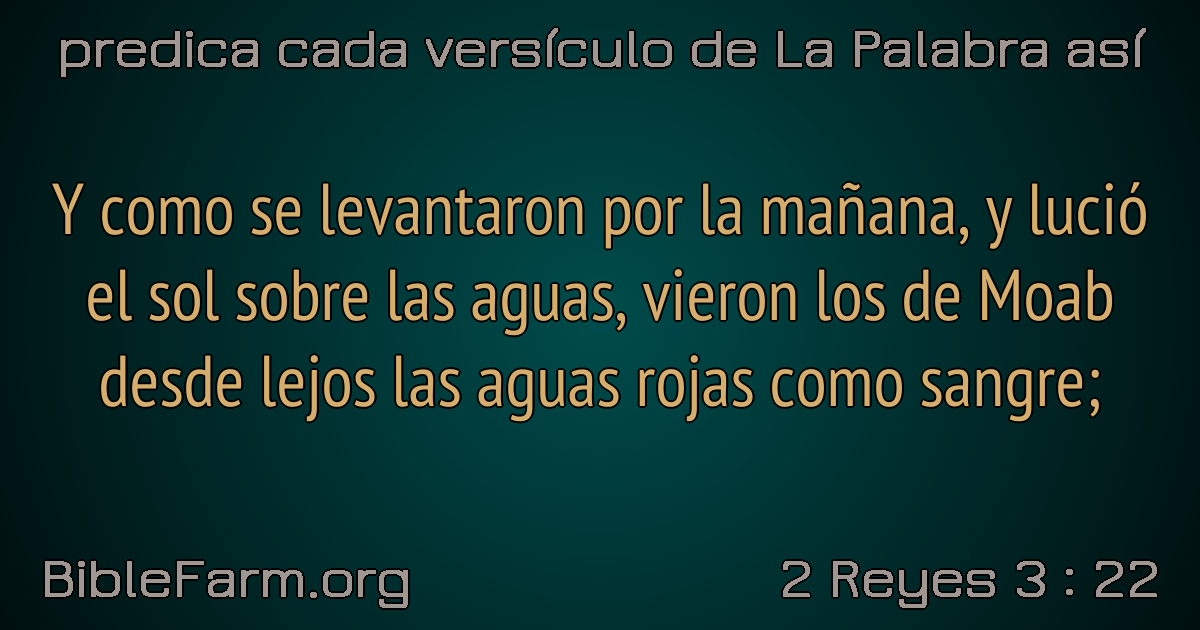 predica cada versículo de La Palabra así
Y como se levantaron por la mañana, y lució
el sol sobre las aguas, vieron los de Moab
desde lejos las aguas rojas como sangre;
BibleFarm.org
2 Reyes 3 : 22